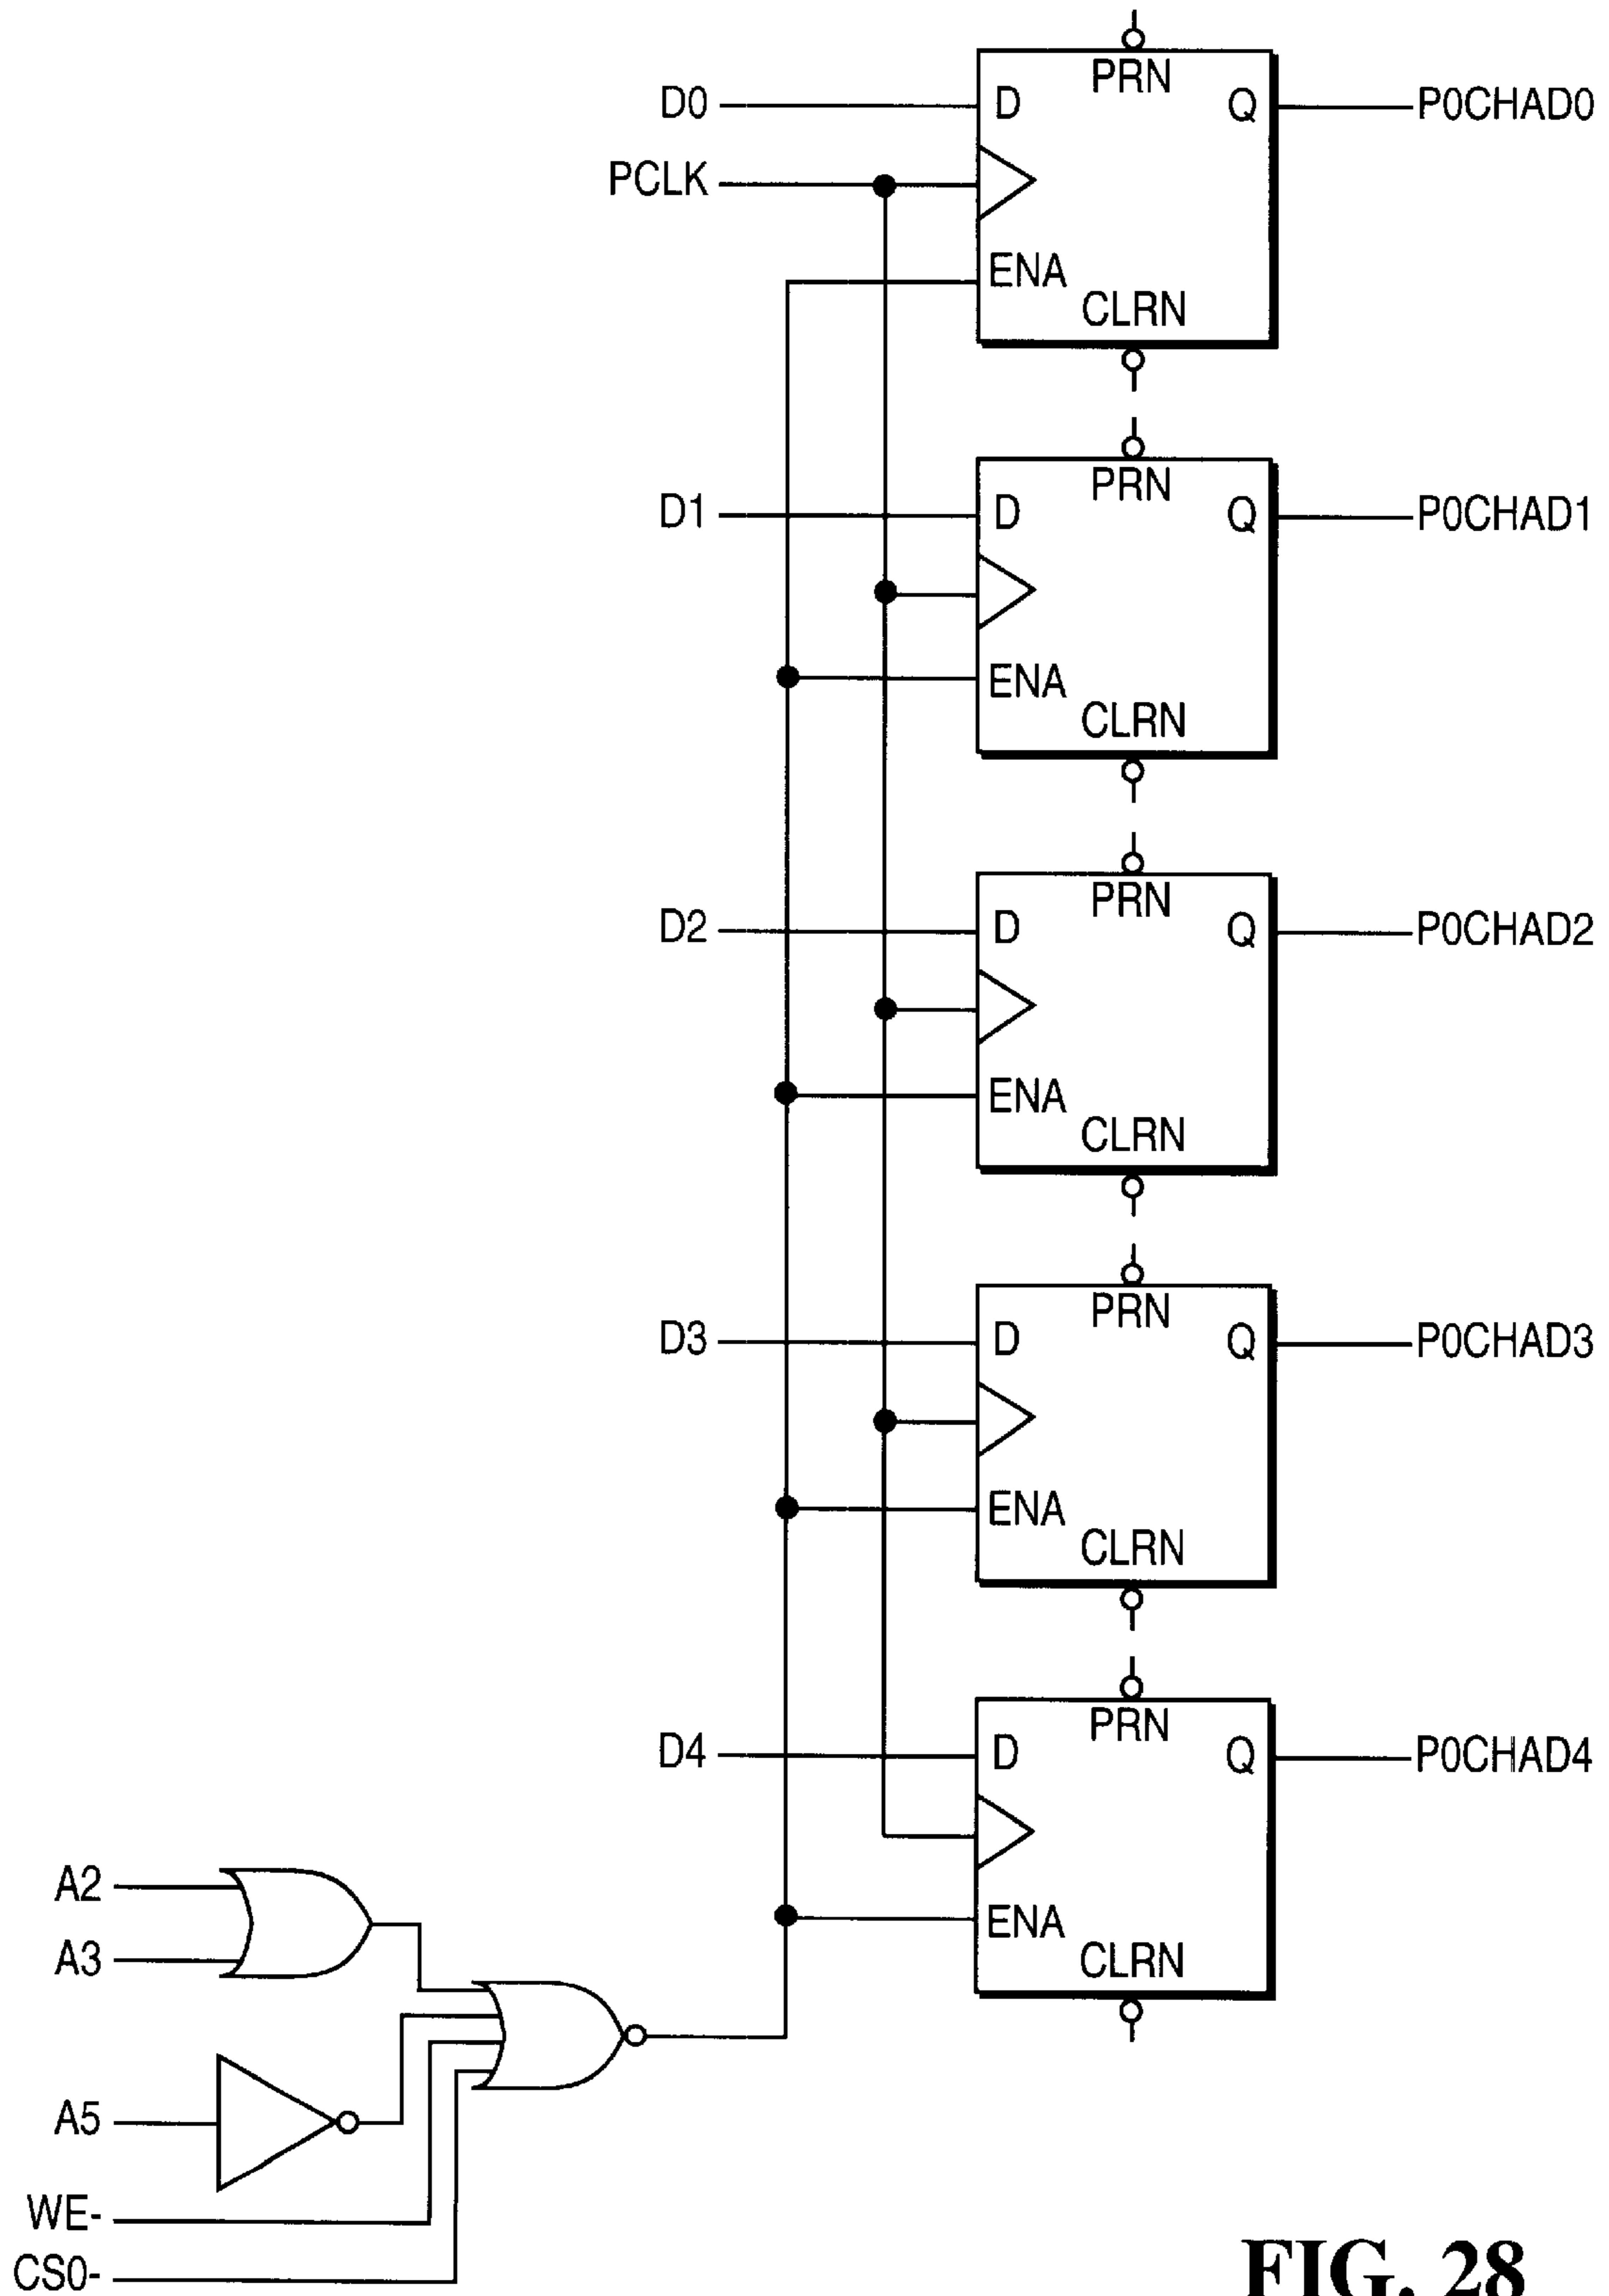 PRN
D0 D Q P0CHAD0
PCLK
ENA
CLRN
PRN
D1 D Q P0CHAD1
ENA
CLRN
PRN
D2 D Q P0CHAD2
ENA
CLRN
PRN
D3 D Q P0CHAD3
ENA
CLRN
PRN
D4 D Q P0CHAD4
A2
ENA
A3 CLRN
A5
WE-
CS0-
FIG. 28